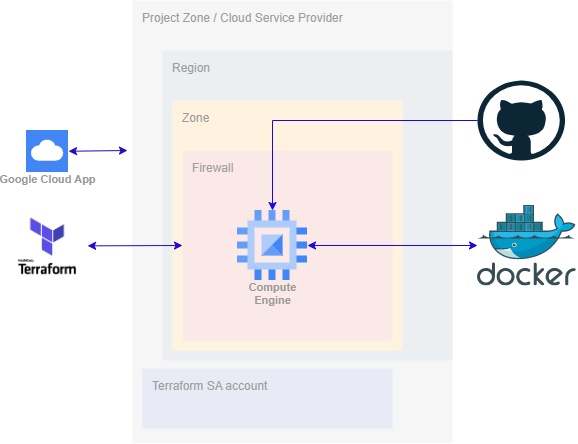 Project Zone / Cloud Service Provider
Region
Zone
Firewall
Google Cloud App
HashiCorp
Terraform
Compute
Engine
docker
Terraform SA account